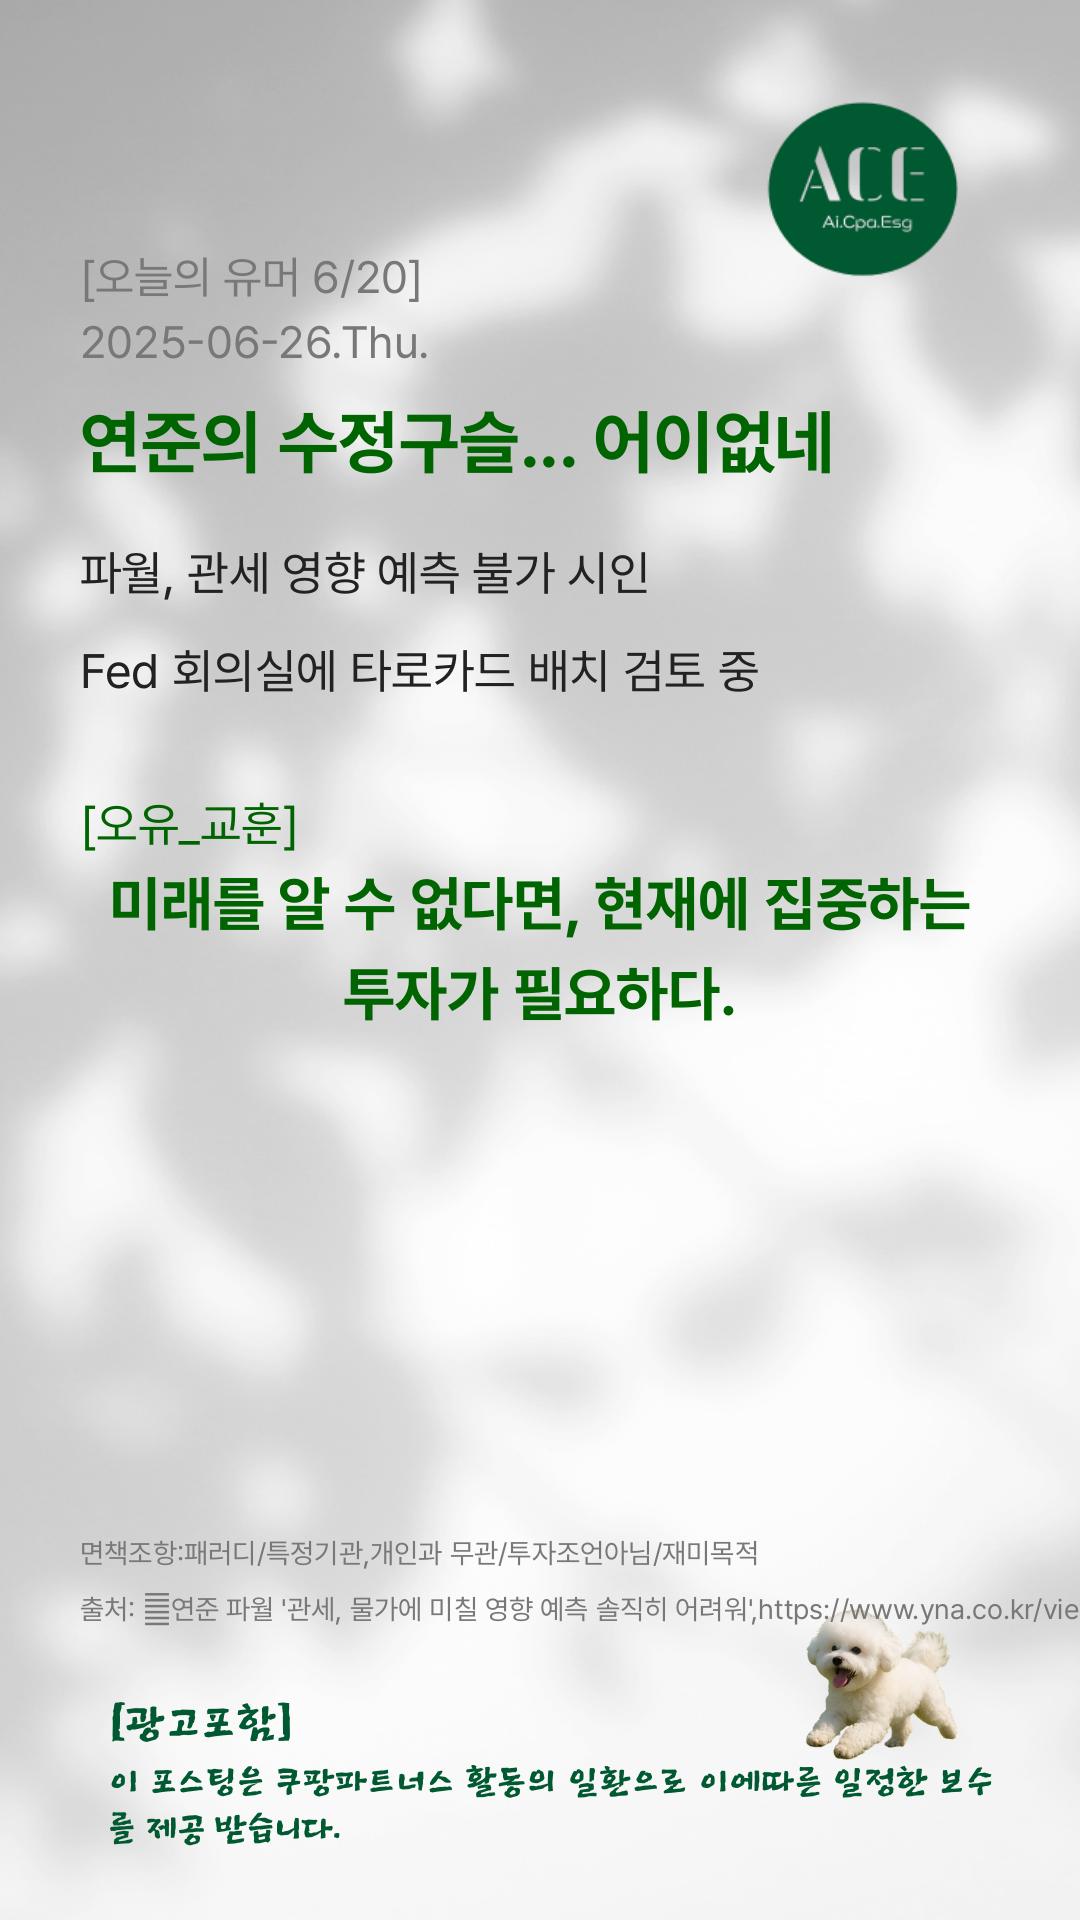 ACE
Ai.Cpa.Esg
[오늘의 유머 6/20]
2025-06-26.Thu.
연준의 수정구슬... 어이없네
파월, 관세 영향 예측 불가 시인
Fed 회의실에 타로카드 배치 검토 중
[오유_교훈]
미래를 알 수 없다면, 현재에 집중하는
투자가 필요하다.
면책조항:패러디/특정기관,개인과 무관/투자조언아님/재미목적
출처: 연준 파월 '관세, 물가에 미칠 영향 예측 솔직히 어려워',https://www.yna.co.kr/vie
[광고포함]
이 포스팅은 쿠팡파트너스 활동의 일환으로 이에따른 일정한 보수
를 제공 받습니다.